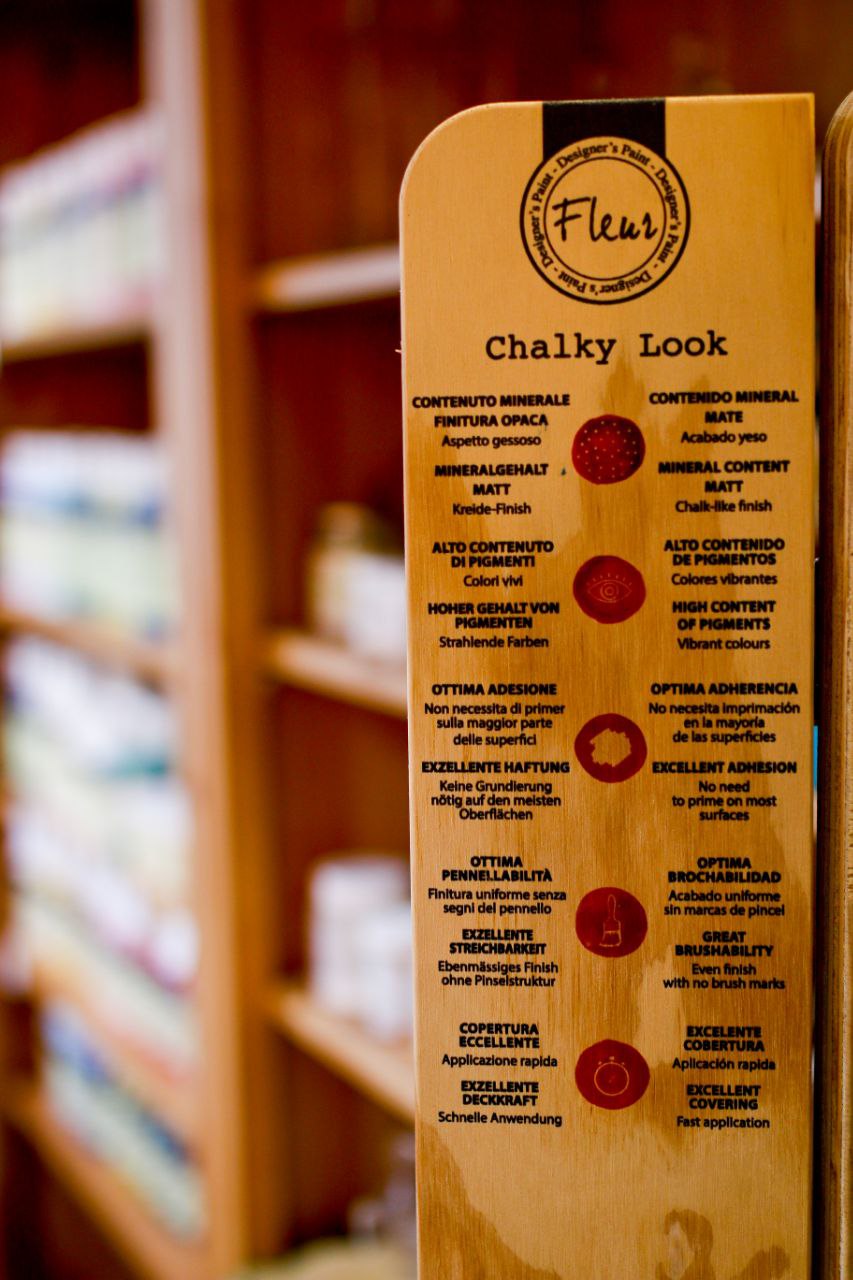 Designer's Paint - Designer's Paint - Designer's Paint - Designer's Paint -
Fleur
Chalky Look
CONTENUTO MINERALE
FINITURA OPACA
Aspetto gessoso
MINERALGEHALT
MATT
Kreide-Finish
CONTENIDO MINERAL
MATE
Acabado yeso
MINERAL CONTENT
MATT
Chalk-like finish
ALTO CONTENUTO
DI PIGMENTI
Colori vivi
HOHER GEHALT VON
PIGMENTEN
Strahlende Farben
ALTO CONTENIDO
DE PIGMENTOS
Colores vibrantes
HIGH CONTENT
OF PIGMENTS
Vibrant colours
OTTIMA ADESIONE
Non necessita di primer
sulla maggior parte
delle superfici
EXZELLENTE HAFTUNG
Keine Grundierung
nötig auf den meisten
Oberflächen
OPTIMA ADHERENCIA
No necesita imprimación
en la mayoría
de las superficies
EXCELLENT ADHESION
No need
to prime on most
surfaces
OTTIMA
PENNELLABILITÀ
Finitura uniforme senza
segni del pennello
EXZELLENTE
STREICHBARKEIT
Ebenmässiges Finish
ohne Pinselstruktur
OPTIMA
BROCHABILIDAD
Acabado uniforme
sin marcas de pincel
GREAT
BRUSHABILITY
Even finish
with no brush marks
COPERTURA
ECCELLENTE
Applicazione rapida
EXZELLENTE
DECKKRAFT
Schnelle Anwendung
EXCELENTE
COBERTURA
Aplicación rapida
EXCELLENT
COVERING
Fast application